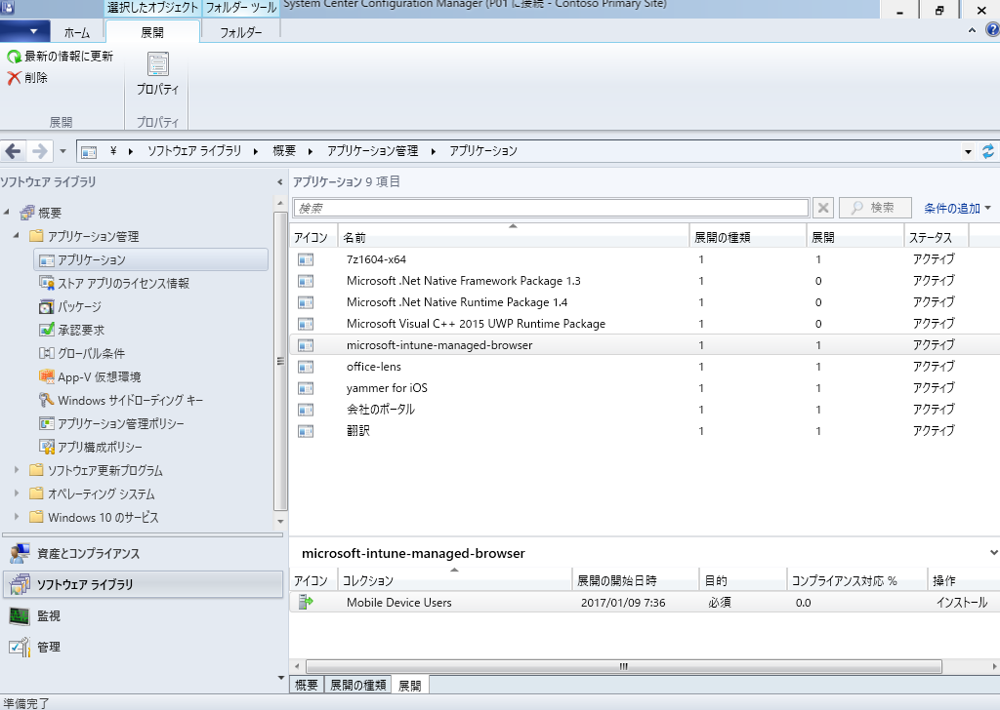 選択したオブジェクト フォルダー ツール System Center Configuration Manager (P01 に接続 - Contoso Primary Site)
ホーム 展開 フォルダー
最新の情報に更新
削除
プロパティ
展開 プロパティ
¥ ソフトウェア ライブラリ 概要 アプリケーション管理 アプリケーション
ソフトウェア ライブラリ
概要
アプリケーション管理
アプリケーション
ストア アプリのライセンス情報
パッケージ
承認要求
グローバル条件
App-V 仮想環境
Windows サイドローディング キー
アプリケーション管理ポリシー
アプリ構成ポリシー
ソフトウェア更新プログラム
オペレーティング システム
Windows 10 のサービス
資産とコンプライアンス
ソフトウェア ライブラリ
監視
管理
アプリケーション 9 項目
検索 検索 条件の追加
アイコン 名前 展開の種類 展開 ステータス
7z1604-x64 1 1 アクティブ
Microsoft .Net Native Framework Package 1.3 1 0 アクティブ
Microsoft .Net Native Runtime Package 1.4 1 0 アクティブ
Microsoft Visual C++ 2015 UWP Runtime Package 1 0 アクティブ
microsoft-intune-managed-browser 1 1 アクティブ
office-lens 1 1 アクティブ
yammer for iOS 1 1 アクティブ
会社のポータル 1 1 アクティブ
翻訳 1 1 アクティブ
microsoft-intune-managed-browser
アイコン コレクション 展開の開始日時 目的 コンプライアンス対応 % 操作
Mobile Device Users 2017/01/09 7:36 必須 0.0 インストール
概要 展開の種類 展開
準備完了